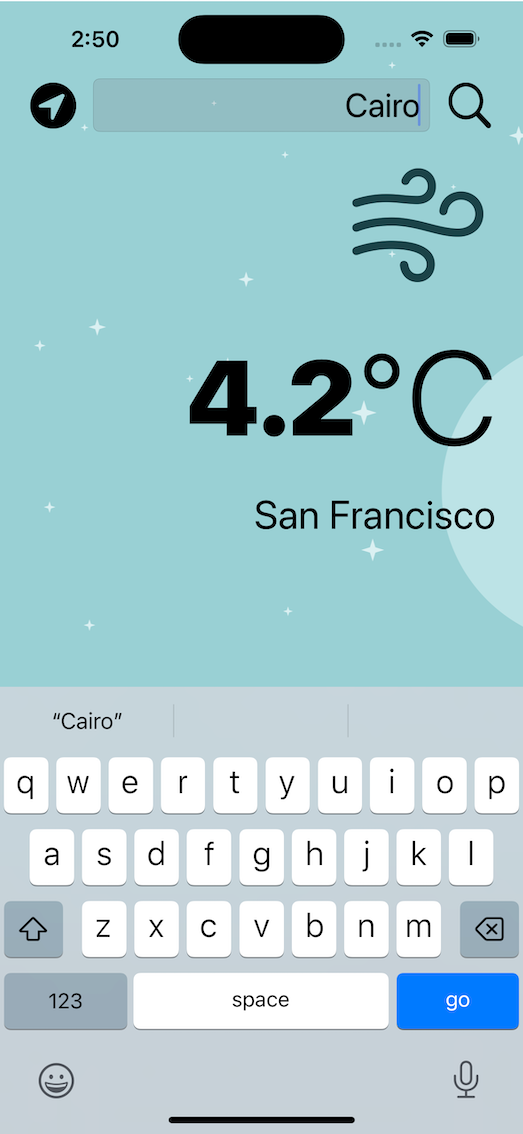 2:50
Cairo
4.2°C
San Francisco
“Cairo”
q w e r t y u i o p
a s d f g h j k l
z x c v b n m
123 space go